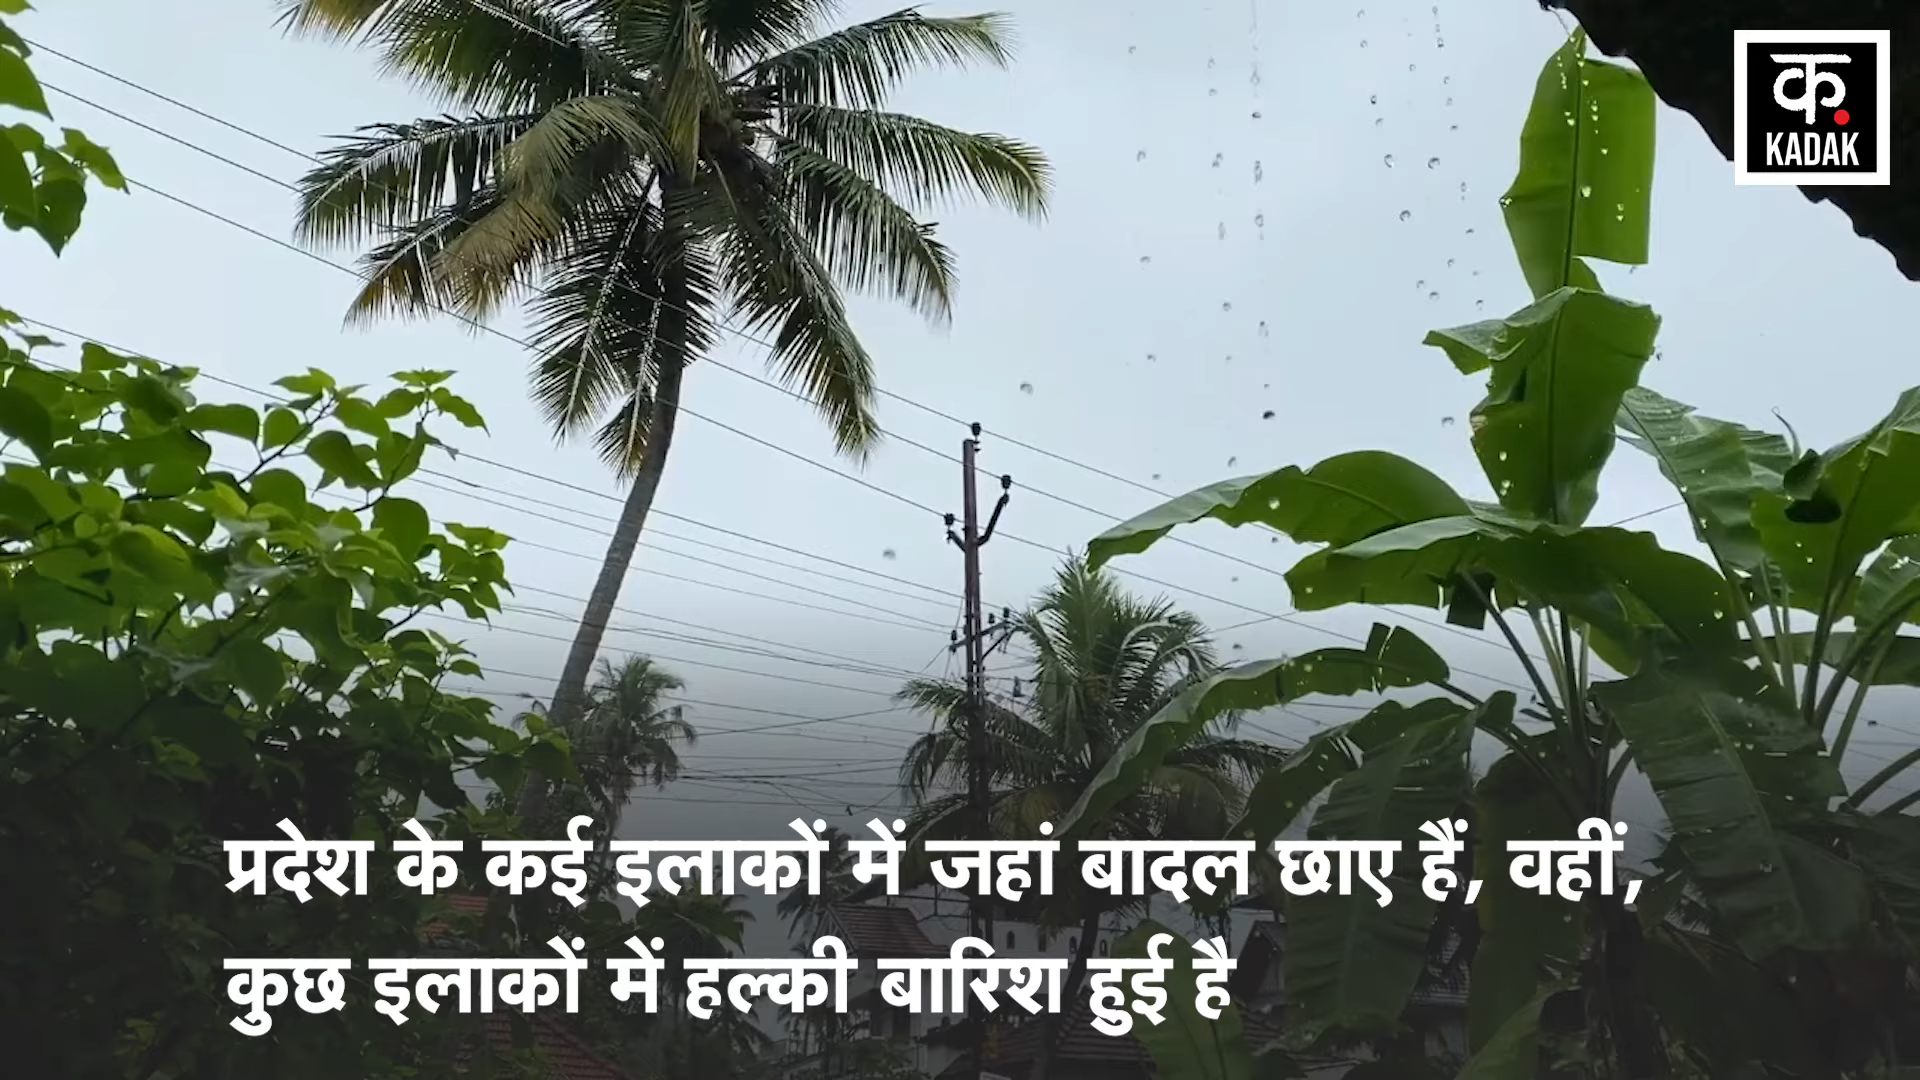 क.
KADAK
प्रदेश के कई इलाकों में जहां बादल छाए हैं, वहीं,
कुछ इलाकों में हल्की बारिश हुई है